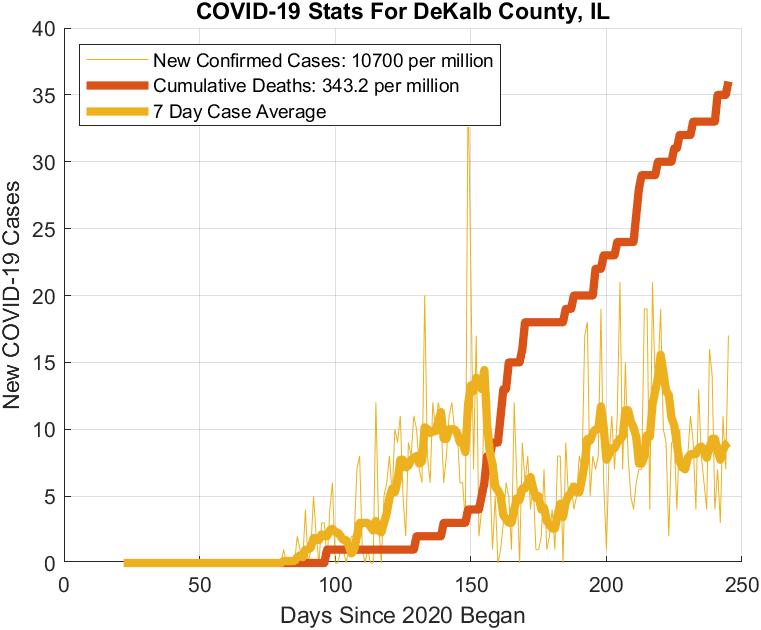 COVID-19 Stats For DeKalb County, IL
New Confirmed Cases: 10700 per million
Cumulative Deaths: 343.2 per million
7 Day Case Average
New COVID-19 Cases
40
35
30
25
20
15
10
5
0
0 50 100 150 200 250
Days Since 2020 Began